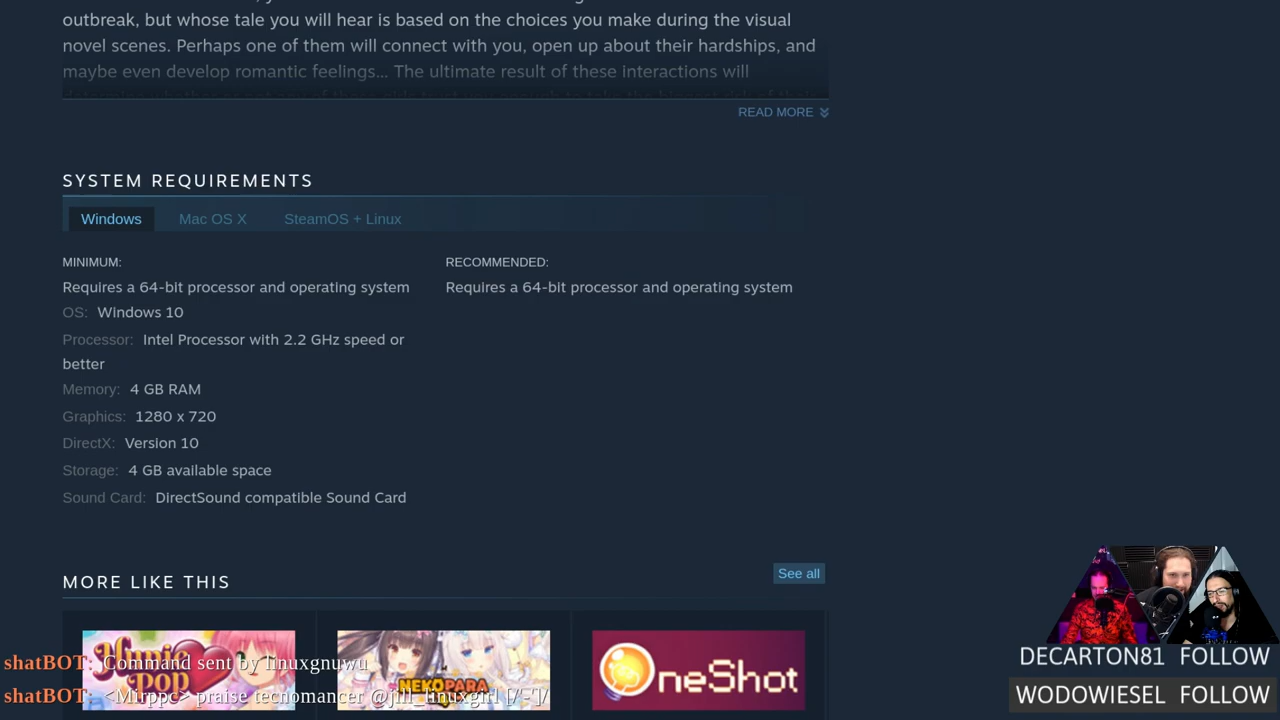 outbreak, but whose tale you will hear is based on the choices you make during the visual
novel scenes. Perhaps one of them will connect with you, open up about their hardships, and
maybe even develop romantic feelings... The ultimate result of these interactions will
READ MORE
SYSTEM REQUIREMENTS
Windows Mac OS X SteamOS + Linux
MINIMUM:
Requires a 64-bit processor and operating system
OS: Windows 10
Processor: Intel Processor with 2.2 GHz speed or
better
Memory: 4 GB RAM
Graphics: 1280 x 720
DirectX: Version 10
Storage: 4 GB available space
Sound Card: DirectSound compatible Sound Card
RECOMMENDED:
Requires a 64-bit processor and operating system
MORE LIKE THIS
See all
Hunie
Pop
NEKOPARA
OneShot
shatBOT: Command sent by linuxgnuwu
shatBOT: <Mirppc> praise tecnomancer @jill_linuxgirl [/'-']/
DECARTON81 FOLLOW
WODOWIESEL FOLLOW